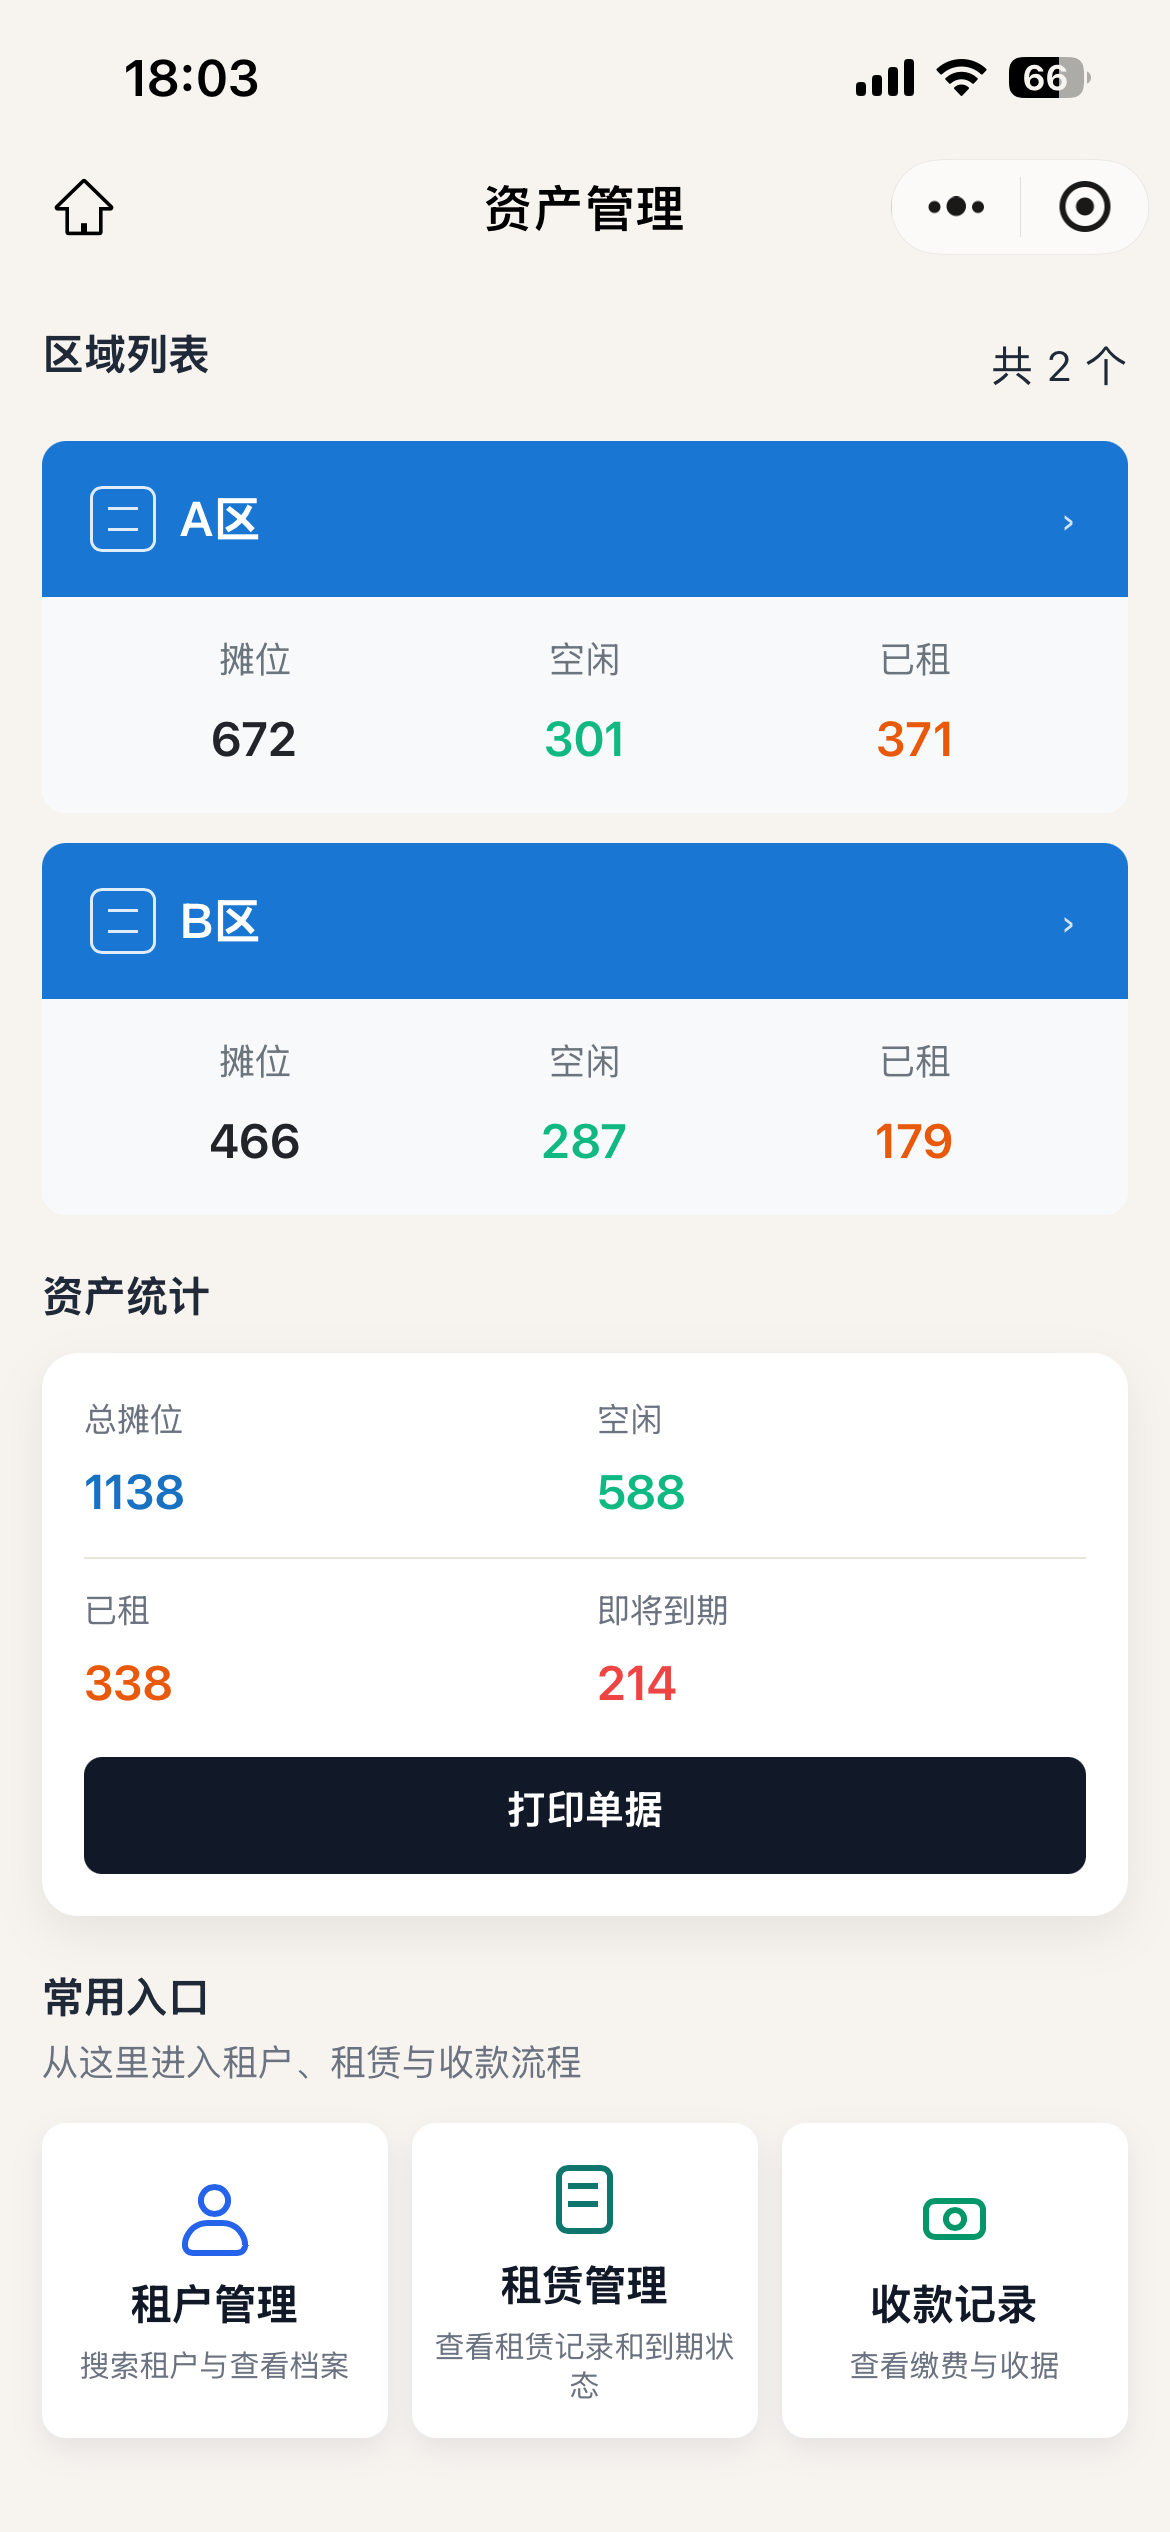 18:03
66
资产管理
区域列表
共 2 个
A区
摊位 空闲 已租
672 301 371
B区
摊位 空闲 已租
466 287 179
资产统计
总摊位 空闲
1138 588
已租 即将到期
338 214
打印单据
常用入口
从这里进入租户、租赁与收款流程
租户管理
搜索租户与查看档案
租赁管理
查看租赁记录和到期状
态
收款记录
查看缴费与收据